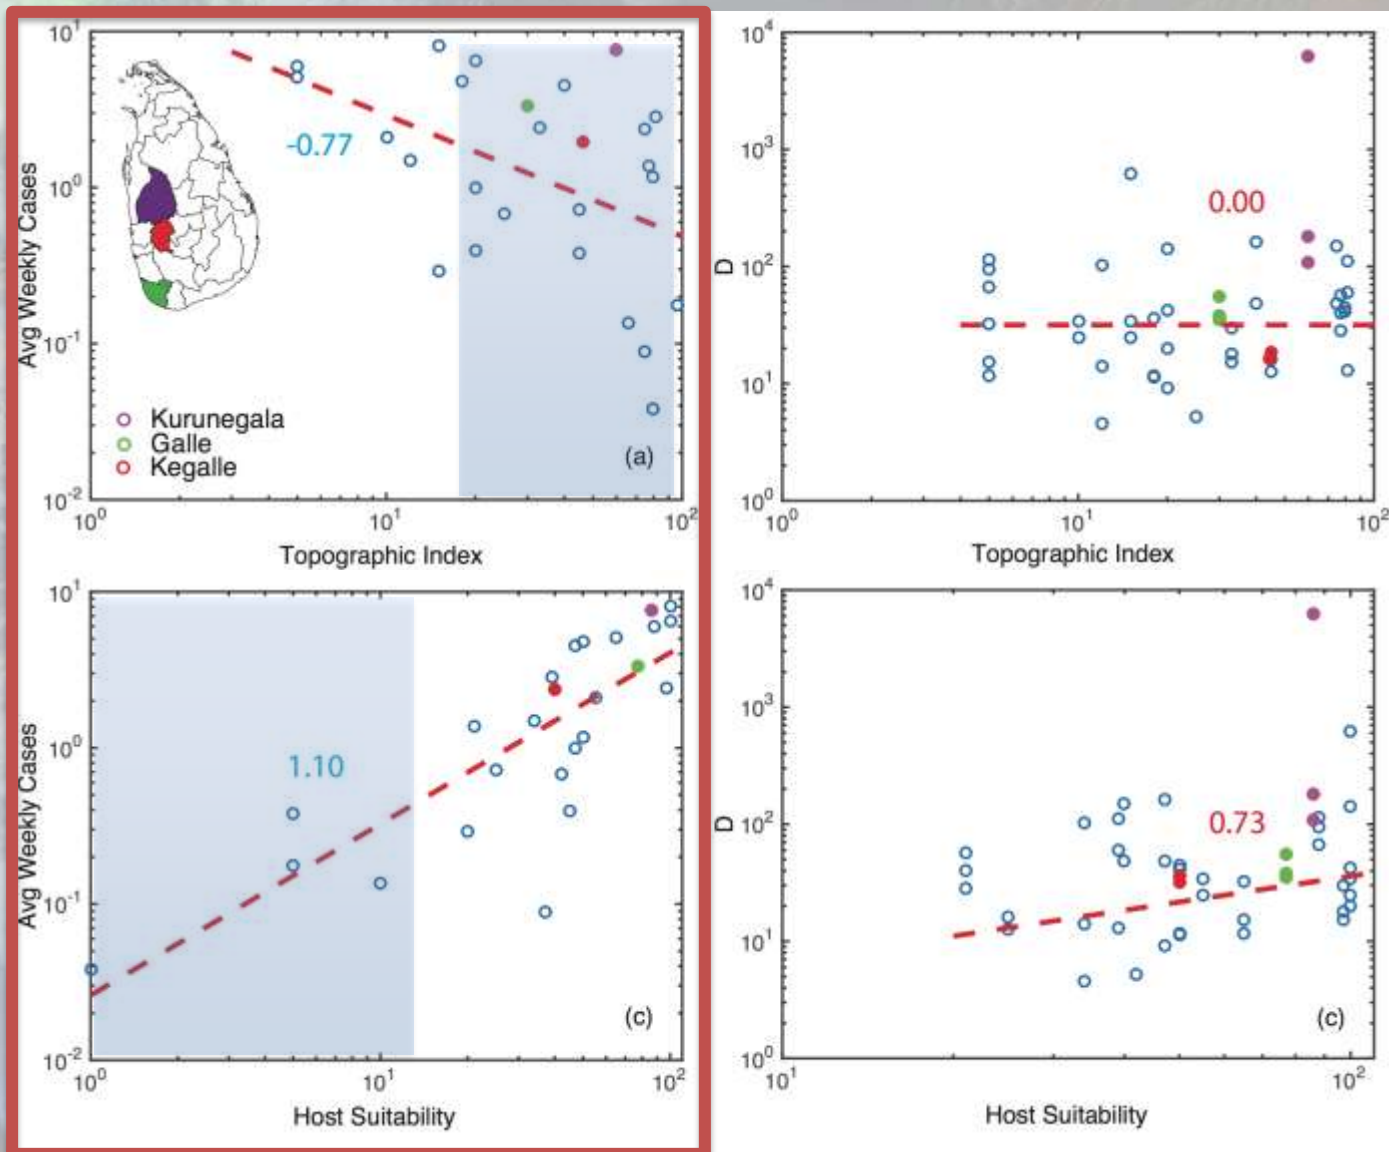 10^1
10^0
10^-1
10^-2
Avg Weekly Cases
-0.77
Kurunegala
Galle
Kegalle
(a)
10^0
10^1
10^2
Topographic Index
10^4
10^3
10^2
10^1
10^0
D
0.00
10^0
10^1
10^2
Topographic Index
10^1
10^0
10^-1
10^-2
Avg Weekly Cases
1.10
(c)
10^0
10^1
10^2
Host Suitability
10^4
10^3
10^2
10^1
10^0
D
0.73
(c)
10^1
10^2
Host Suitability